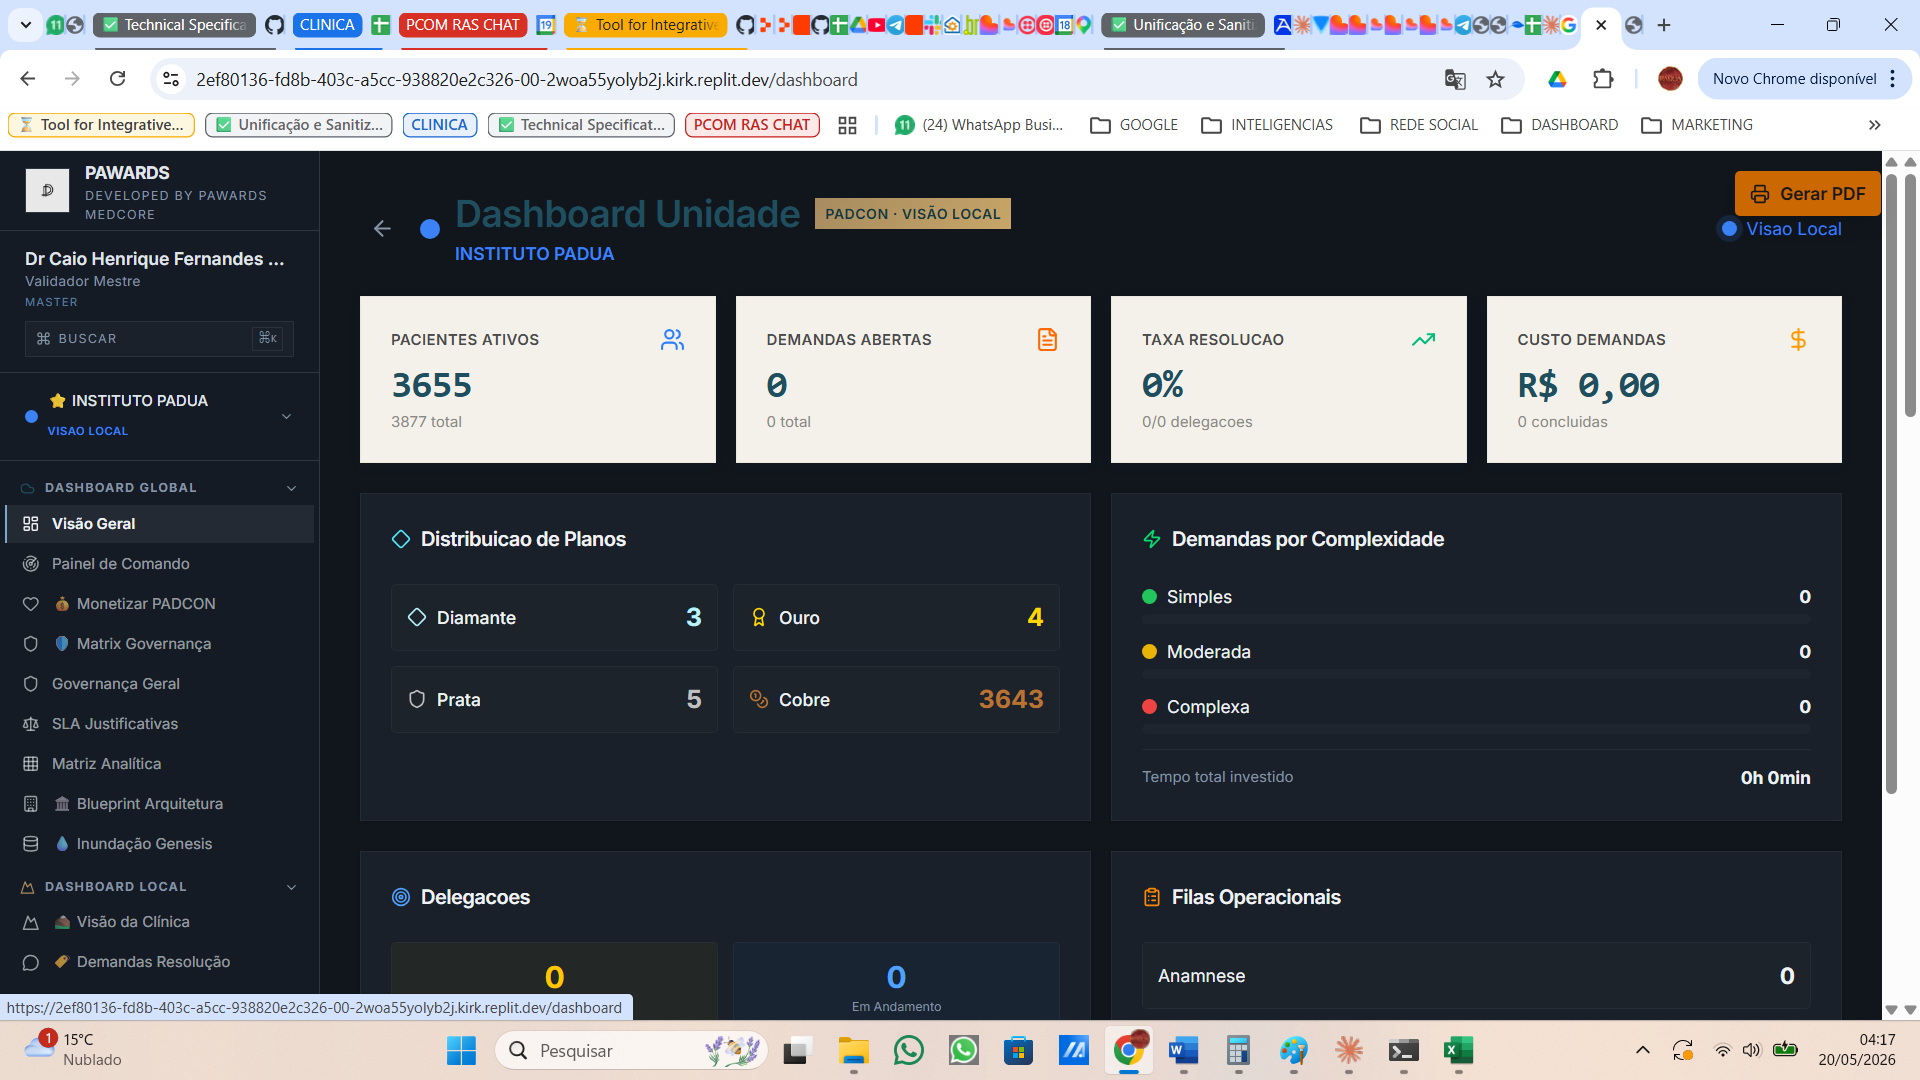 11
Technical Specifica
CLINICA
PCOM RAS CHAT
19
Tool for Integrative
18
Unificação e Saniti
2ef80136-fd8b-403c-a5cc-938820e2c326-00-2woa55yolyb2j.kirk.replit.dev/dashboard
Novo Chrome disponível
Tool for Integrative...
Unificação e Sanitiz...
CLINICA
Technical Specificat...
PCOM RAS CHAT
11
(24) WhatsApp Busi...
GOOGLE
INTELIGENCIAS
REDE SOCIAL
DASHBOARD
MARKETING
»
PAWARDS
DEVELOPED BY PAWARDS
MEDCORE
Dr Caio Henrique Fernandes ...
Validador Mestre
MASTER
⌘ BUSCAR
⌘K
INSTITUTO PADUA
VISAO LOCAL
DASHBOARD GLOBAL
Visão Geral
Painel de Comando
Monetizar PADCON
Matrix Governança
Governança Geral
SLA Justificativas
Matriz Analítica
Blueprint Arquitetura
Inundação Genesis
DASHBOARD LOCAL
Visão da Clínica
Demandas Resolução
Dashboard Unidade
PADCON · VISÃO LOCAL
INSTITUTO PADUA
Gerar PDF
Visao Local
PACIENTES ATIVOS
3655
3877 total
DEMANDAS ABERTAS
0
0 total
TAXA RESOLUCAO
0%
0/0 delegacoes
CUSTO DEMANDAS
R$ 0,00
0 concluidas
Distribuicao de Planos
Diamante 3
Ouro 4
Prata 5
Cobre 3643
Demandas por Complexidade
Simples 0
Moderada 0
Complexa 0
Tempo total investido 0h 0min
Delegacoes
0
0
Em Andamento
Filas Operacionais
Anamnese 0
https://2ef80136-fd8b-403c-a5cc-938820e2c326-00-2woa55yolyb2j.kirk.replit.dev/dashboard
1
15°C
Nublado
Pesquisar
04:17
20/05/2026